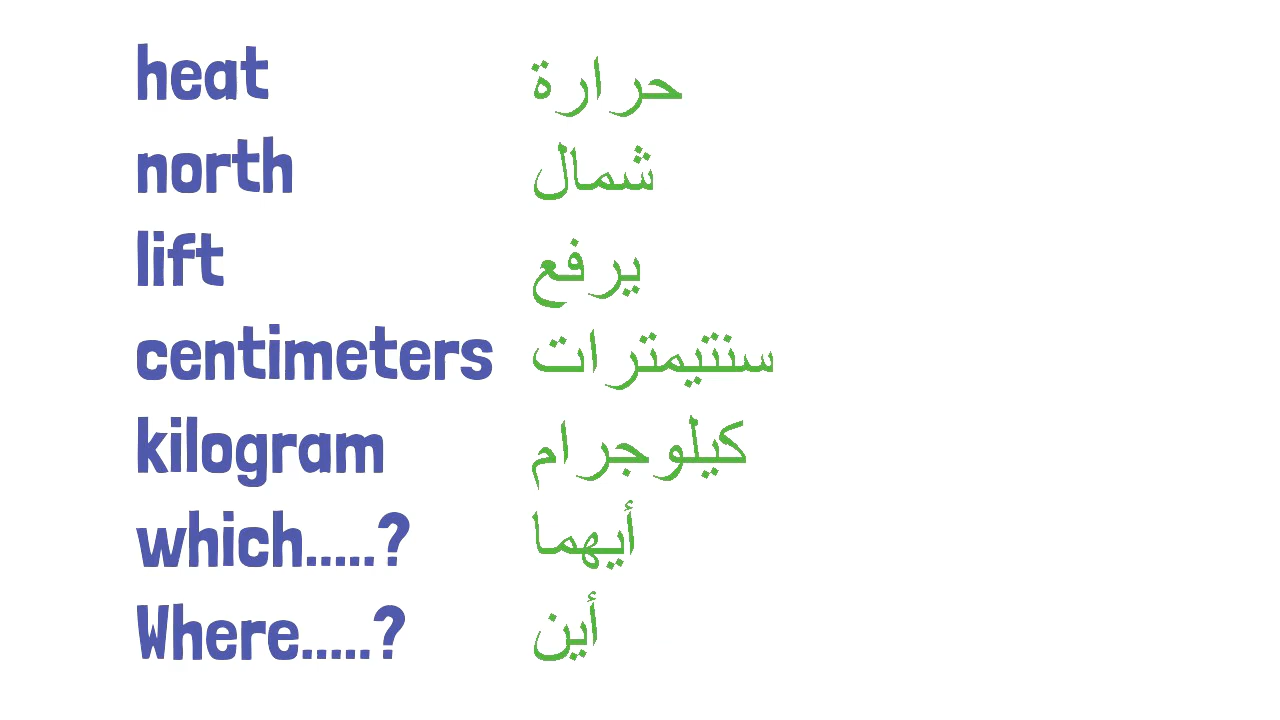 heat حرارة
north شمال
lift يرفع
centimeters سنتيمترات
kilogram كيلوجرام
which.....? أيهما
Where.....? أين